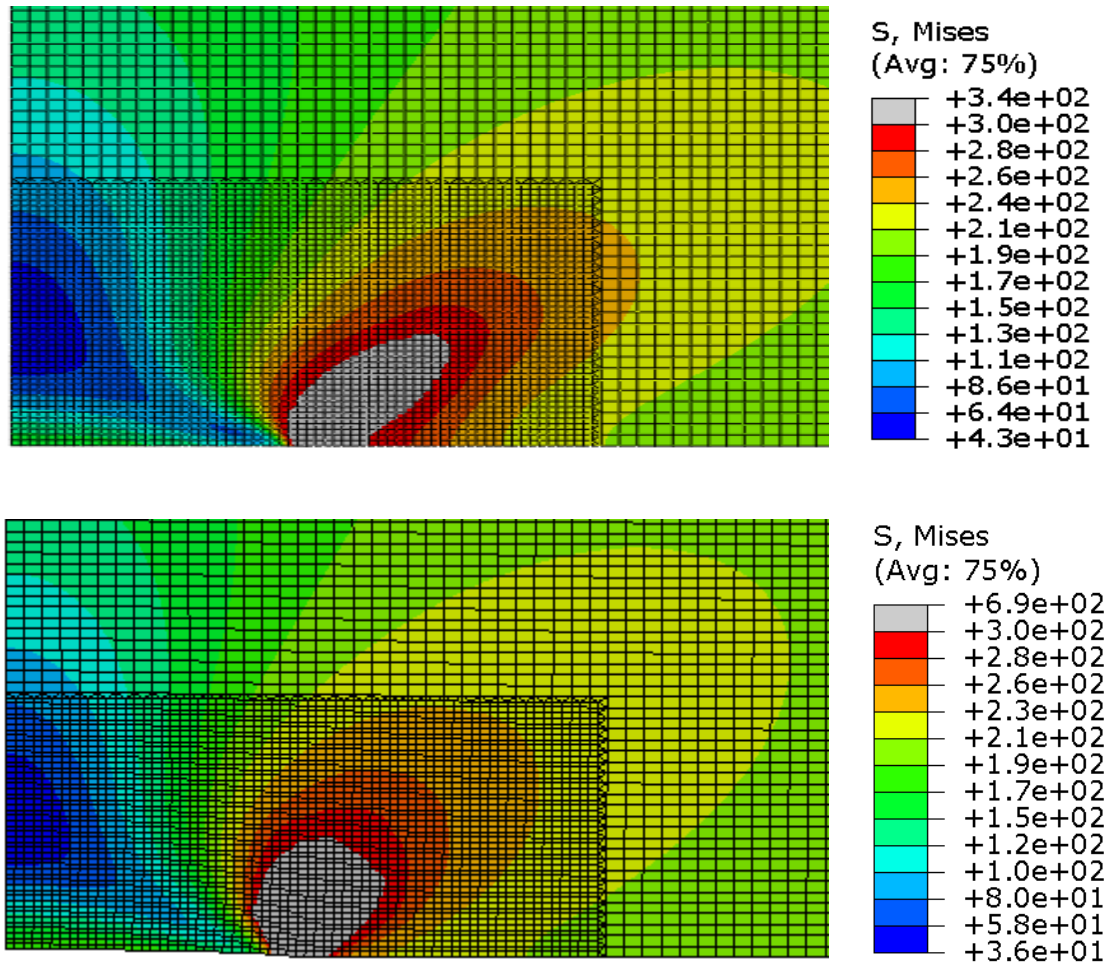 S, Mises
(Avg: 75%)
+3.4e+02
+3.0e+02
+2.8e+02
+2.6e+02
+2.4e+02
+2.1e+02
+1.9e+02
+1.7e+02
+1.5e+02
+1.3e+02
+1.1e+02
+8.6e+01
+6.4e+01
+4.3e+01
S, Mises
(Avg: 75%)
+6.9e+02
+3.0e+02
+2.8e+02
+2.6e+02
+2.3e+02
+2.1e+02
+1.9e+02
+1.7e+02
+1.5e+02
+1.2e+02
+1.0e+02
+8.0e+01
+5.8e+01
+3.6e+01